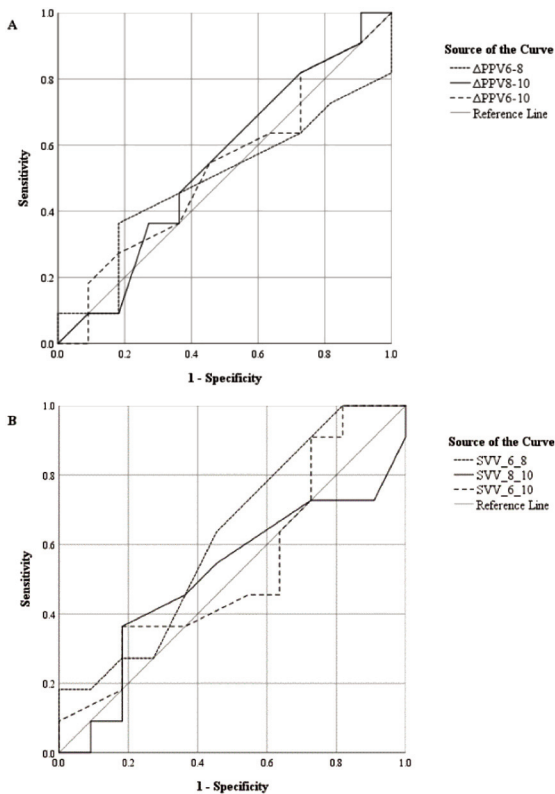 A
Sensitivity
1.0
0.8
0.6
0.4
0.2
0.0
0.0 0.2 0.4 0.6 0.8 1.0
1 - Specificity
Source of the Curve
ΔPPV6-8
ΔPPV8-10
ΔPPV6-10
Reference Line
B
Sensitivity
1.0
0.8
0.6
0.4
0.2
0.0
0.0 0.2 0.4 0.6 0.8 1.0
1 - Specificity
Source of the Curve
SVV_6_8
SVV_8_10
SVV_6_10
Reference Line